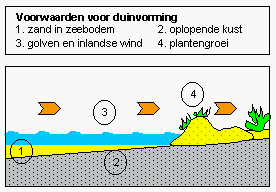 Voorwaarden voor duinvorming
1. zand in zeebodem 2. oplopende kust
3. golven en inlandse wind 4. plantengroei
4
3
1
2